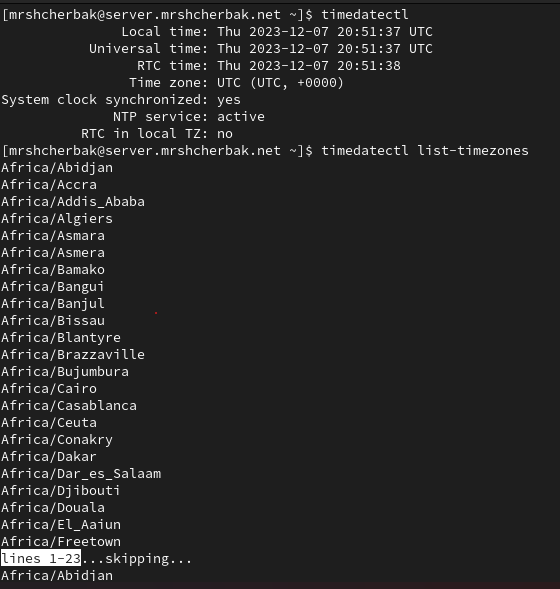 [mrshcherbak@server.mrshcherbak.net ~]$ timedatectl
Local time: Thu 2023-12-07 20:51:37 UTC
Universal time: Thu 2023-12-07 20:51:37 UTC
RTC time: Thu 2023-12-07 20:51:38
Time zone: UTC (UTC, +0000)
System clock synchronized: yes
NTP service: active
RTC in local TZ: no
[mrshcherbak@server.mrshcherbak.net ~]$ timedatectl list-timezones
Africa/Abidjan
Africa/Accra
Africa/Addis_Ababa
Africa/Algiers
Africa/Asmara
Africa/Asmera
Africa/Bamako
Africa/Bangui
Africa/Banjul
Africa/Bissau
Africa/Blantyre
Africa/Brazzaville
Africa/Bujumbura
Africa/Cairo
Africa/Casablanca
Africa/Ceuta
Africa/Conakry
Africa/Dakar
Africa/Dar_es_Salaam
Africa/Djibouti
Africa/Douala
Africa/El_Aaiun
Africa/Freetown
lines 1-23...skipping...
Africa/Abidjan